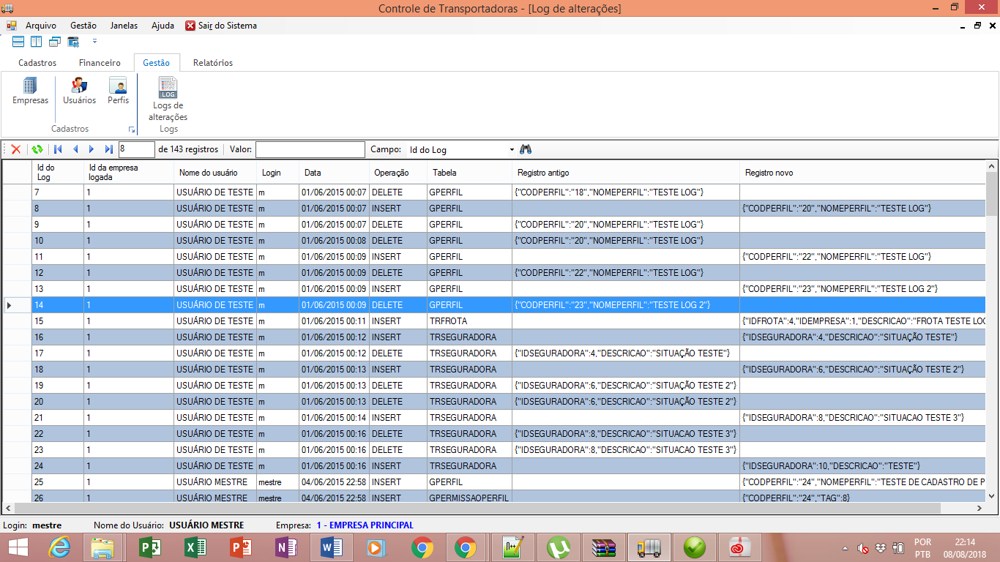 Controle de Transportadoras - [Log de alterações]
Arquivo Gestão Janelas Ajuda Sair do Sistema
Cadastros Financeiro Gestão Relatórios
Empresas Usuários Perfis LOG Logs de alterações
Cadastros Logs
8 de 143 registros Valor: Campo: Id do Log
Id do Log Id da empresa logada Nome do usuário Login Data Operação Tabela Registro antigo Registro novo
7 1 USUÁRIO DE TESTE m 01/06/2015 00:07 DELETE GPERFIL {"CODPERFIL":"18","NOMEPERFIL":"TESTE LOG"}
8 1 USUÁRIO DE TESTE m 01/06/2015 00:07 INSERT GPERFIL {"CODPERFIL":"20","NOMEPERFIL":"TESTE LOG"}
9 1 USUÁRIO DE TESTE m 01/06/2015 00:07 DELETE GPERFIL {"CODPERFIL":"20","NOMEPERFIL":"TESTE LOG"}
10 1 USUÁRIO DE TESTE m 01/06/2015 00:08 DELETE GPERFIL {"CODPERFIL":"20","NOMEPERFIL":"TESTE LOG"}
11 1 USUÁRIO DE TESTE m 01/06/2015 00:09 INSERT GPERFIL {"CODPERFIL":"22","NOMEPERFIL":"TESTE LOG"}
12 1 USUÁRIO DE TESTE m 01/06/2015 00:09 DELETE GPERFIL {"CODPERFIL":"22","NOMEPERFIL":"TESTE LOG"}
13 1 USUÁRIO DE TESTE m 01/06/2015 00:09 INSERT GPERFIL {"CODPERFIL":"23","NOMEPERFIL":"TESTE LOG 2"}
14 1 USUÁRIO DE TESTE m 01/06/2015 00:09 DELETE GPERFIL {"CODPERFIL":"23","NOMEPERFIL":"TESTE LOG 2"}
15 1 USUÁRIO DE TESTE m 01/06/2015 00:11 INSERT TRFROTA {"IDFROTA":4,"IDEMPRESA":1,"DESCRICAO":"FROTA TESTE LOG
16 1 USUÁRIO DE TESTE m 01/06/2015 00:12 INSERT TRSEGURADORA {"IDSEGURADORA":4,"DESCRICAO":"SITUAÇÃO TESTE"}
17 1 USUÁRIO DE TESTE m 01/06/2015 00:12 DELETE TRSEGURADORA {"IDSEGURADORA":4,"DESCRICAO":"SITUAÇÃO TESTE"}
18 1 USUÁRIO DE TESTE m 01/06/2015 00:13 INSERT TRSEGURADORA {"IDSEGURADORA":6,"DESCRICAO":"SITUAÇÃO TESTE 2"}
19 1 USUÁRIO DE TESTE m 01/06/2015 00:13 DELETE TRSEGURADORA {"IDSEGURADORA":6,"DESCRICAO":"SITUAÇÃO TESTE 2"}
20 1 USUÁRIO DE TESTE m 01/06/2015 00:13 DELETE TRSEGURADORA {"IDSEGURADORA":6,"DESCRICAO":"SITUAÇÃO TESTE 2"}
21 1 USUÁRIO DE TESTE m 01/06/2015 00:14 INSERT TRSEGURADORA {"IDSEGURADORA":8,"DESCRICAO":"SITUACAO TESTE 3"}
22 1 USUÁRIO DE TESTE m 01/06/2015 00:16 DELETE TRSEGURADORA {"IDSEGURADORA":8,"DESCRICAO":"SITUACAO TESTE 3"}
23 1 USUÁRIO DE TESTE m 01/06/2015 00:16 DELETE TRSEGURADORA {"IDSEGURADORA":8,"DESCRICAO":"SITUACAO TESTE 3"}
24 1 USUÁRIO DE TESTE m 01/06/2015 00:16 INSERT TRSEGURADORA {"IDSEGURADORA":10,"DESCRICAO":"TESTE"}
25 1 USUÁRIO MESTRE mestre 04/06/2015 22:58 INSERT GPERFIL {"CODPERFIL":"24","NOMEPERFIL":"TESTE DE CADASTRO DE P
26 1 USUÁRIO MESTRE mestre 04/06/2015 22:58 INSERT GPERMISSAOPERFIL {"CODPERFIL":"24","TAG":8}
Login: mestre Nome do Usuário: USUÁRIO MESTRE Empresa: 1 - EMPRESA PRINCIPAL
POR 22:14
PTB 08/08/2018